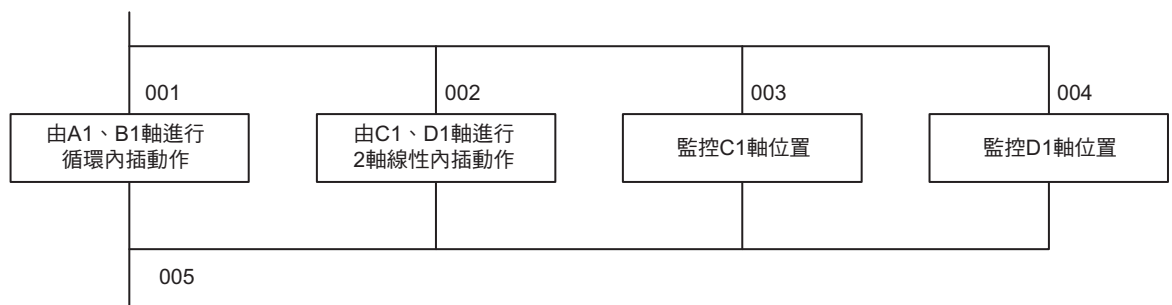 001
002
003
004
由A1、B1軸進行
循環內插動作
由C1、D1軸進行
2軸線性內插動作
監控C1軸位置
監控D1軸位置
005